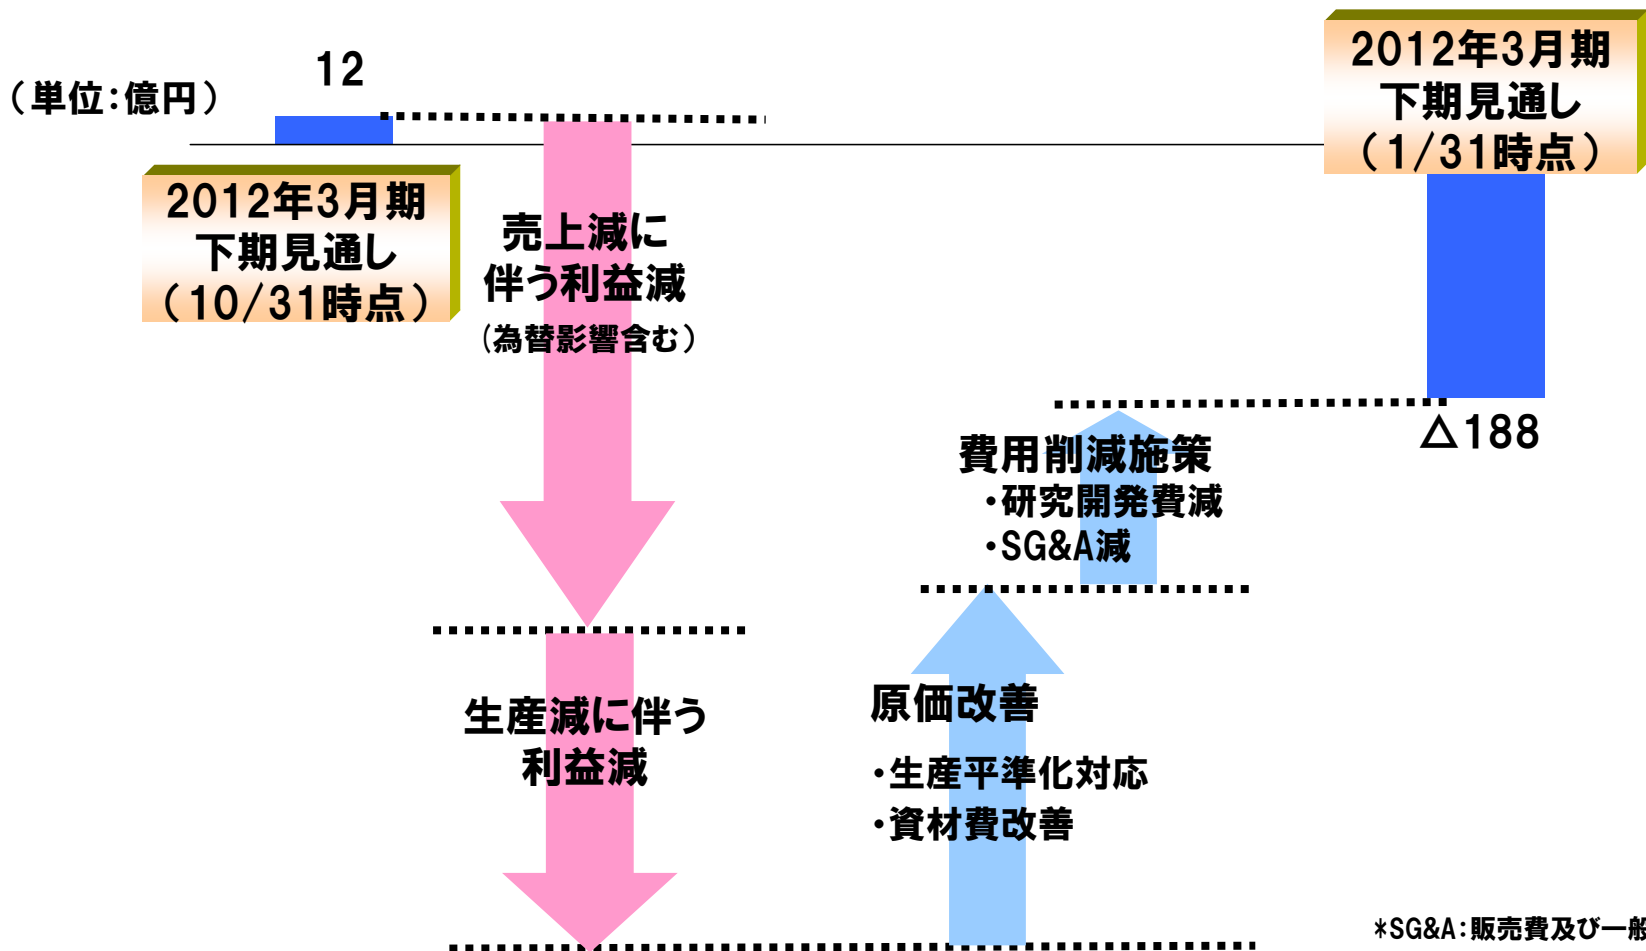 （単位：億円）
12
2012年3月期
下期見通し
（10/31時点）
売上減に
伴う利益減
（為替影響含む）
生産減に伴う
利益減
原価改善
・生産平準化対応
・資材費改善
費用削減施策
・研究開発費減
・SG&A減
2012年3月期
下期見通し
（1/31時点）
△188
*SG&A：販売費及び一般